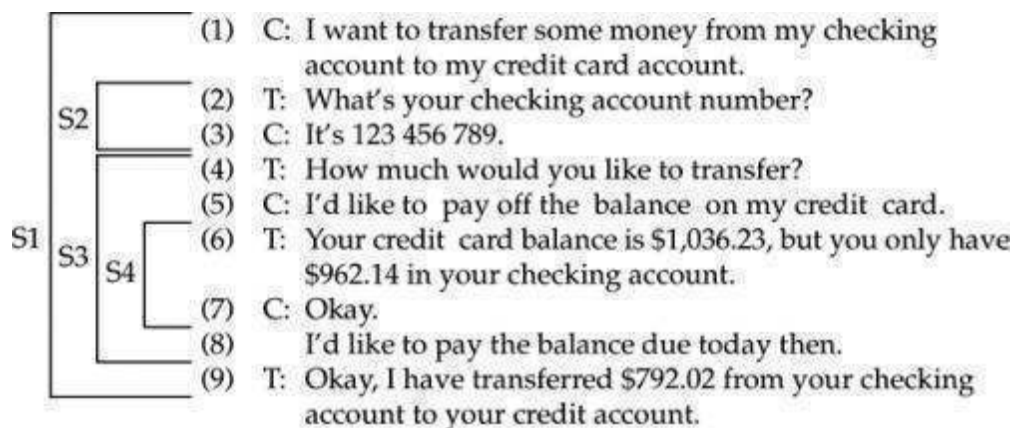 (1) C: I want to transfer some money from my checking
account to my credit card account.
S2 (2) T: What's your checking account number?
(3) C: It's 123 456 789.
(4) T: How much would you like to transfer?
(5) C: I'd like to pay off the balance on my credit card.
S1 S3 S4 (6) T: Your credit card balance is $1,036.23, but you only have
$962.14 in your checking account.
(7) C: Okay.
(8) I'd like to pay the balance due today then.
(9) T: Okay, I have transferred $792.02 from your checking
account to your credit account.